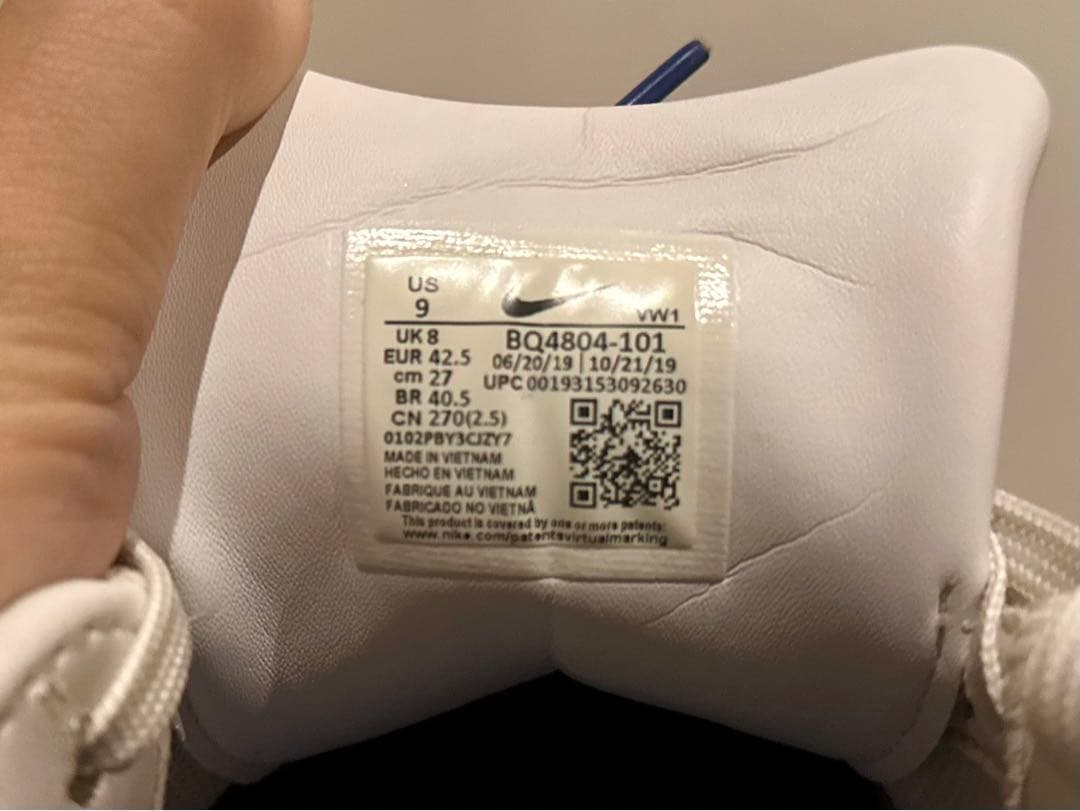 US
9
VW1
UK 8
BQ4804-101
EUR 42.5
06/20/19 | 10/21/19
cm 27
UPC 00193153092630
BR 40.5
CN 270(2.5)
0102PBY3CJZY7
MADE IN VIETNAM
HECHO EN VIETNAM
FABRIQUE AU VIETNAM
FABRICADO NO VIETNÃ
This product is covered by one or more patents:
www.nike.com/patentsvirtualmarking